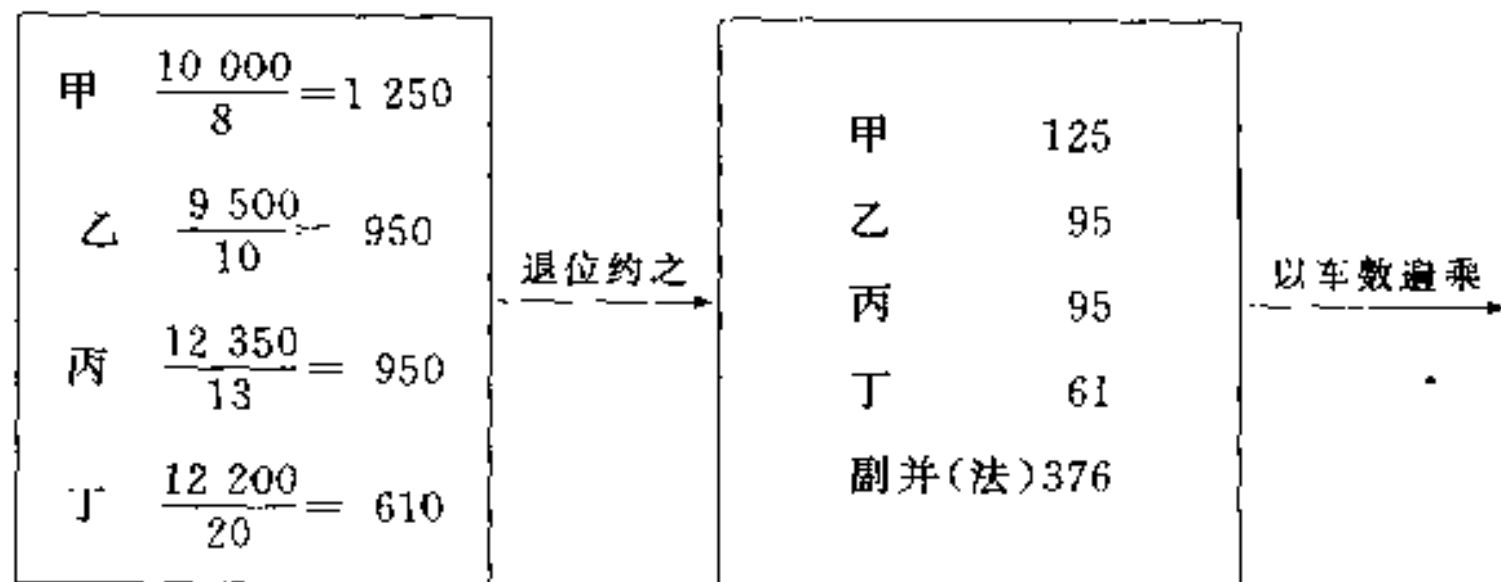 甲 10 000/8 = 1 250
乙 9 500/10 = 950
丙 12 350/13 = 950
丁 12 200/20 = 610
退位约之
甲 125
乙 95
丙 95
丁 61
副并(法)376
以车数遍乘